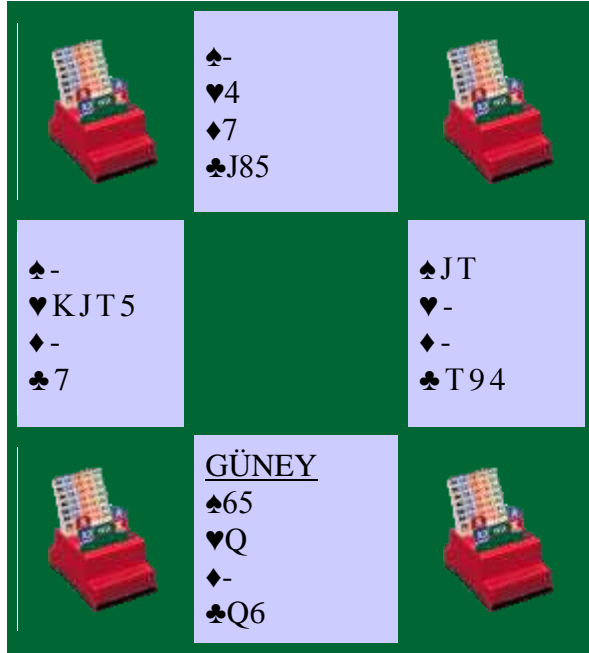 ♠-
♥4
♦7
♣J85
♠-
♥KJT5
♦-
♣7
♠JT
♥-
♦-
♣T94
GÜNEY
♠65
♥Q
♦-
♣Q6